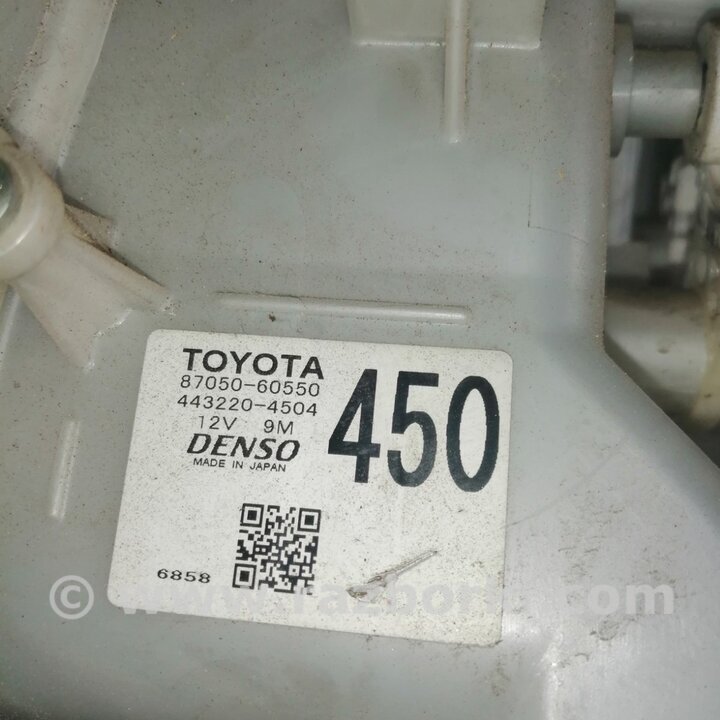 TOYOTA
87050-60550
443220-4504
12V 9M
DENSO
MADE IN JAPAN
450
6858